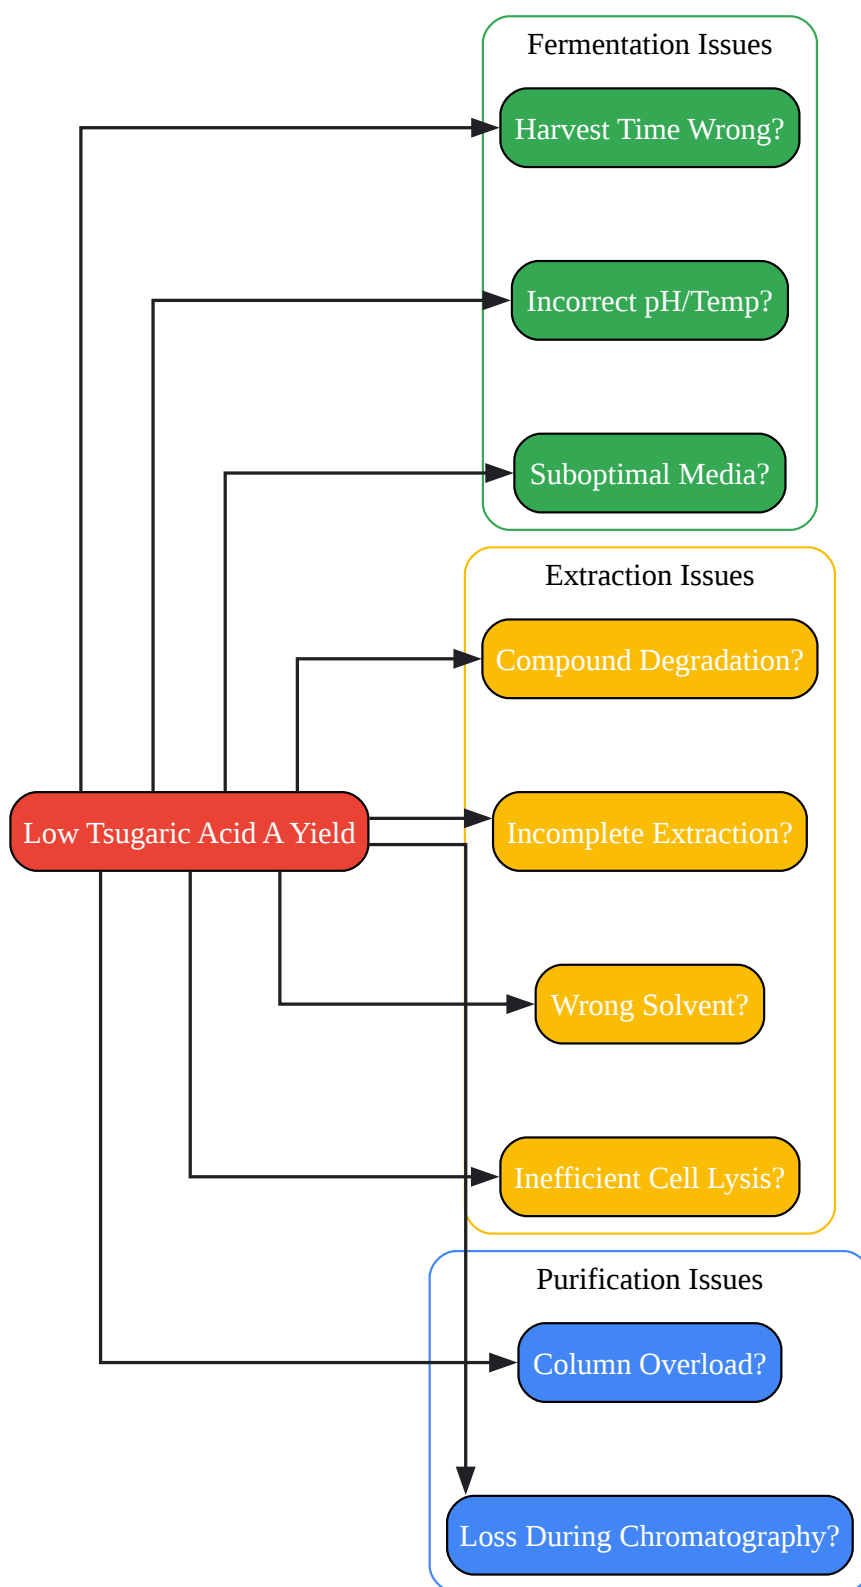 Fermentation Issues
Harvest Time Wrong?
Incorrect pH/Temp?
Suboptimal Media?
Extraction Issues
Compound Degradation?
Low Tsugaric Acid A Yield
Incomplete Extraction?
Wrong Solvent?
Inefficient Cell Lysis?
Purification Issues
Column Overload?
Loss During Chromatography?